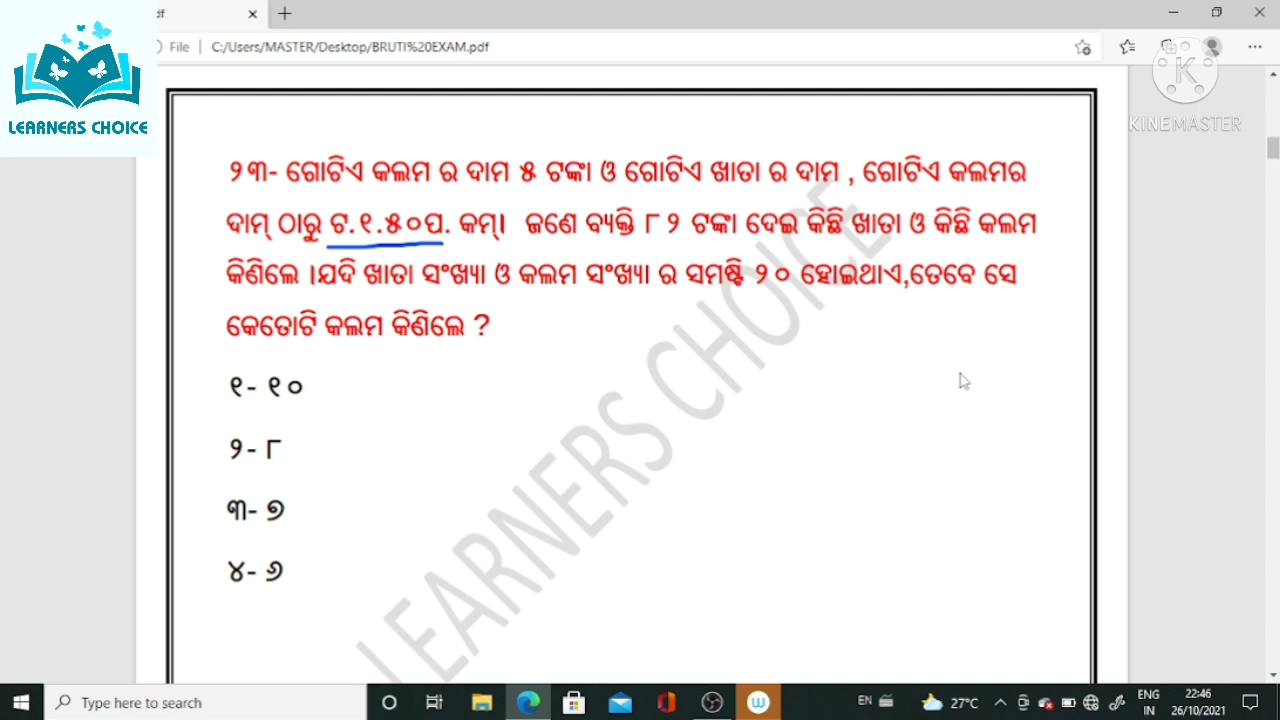 df
File C:/Users/MASTER/Desktop/BRUTI%20EXAM.pdf
LEARNERS CHOICE
KINEMASTER
୨୩- ଗୋଟିଏ କଲମ ର ଦାମ ୫ ଟଙ୍କା ଓ ଗୋଟିଏ ଖାତା ର ଦାମ , ଗୋଟିଏ କଲମର
ଦାମ୍ ଠାରୁ ଟ.୧.୫୦ପ. କମ୍। ଜଣେ ବ୍ୟକ୍ତି ୮୨ ଟଙ୍କା ଦେଇ କିଛି ଖାତା ଓ କିଛି କଲମ
କିଣିଲେ ।ଯଦି ଖାତା ସଂଖ୍ୟା ଓ କଲମ ସଂଖ୍ୟା ର ସମଷ୍ଟି ୨୦ ହୋଇଥାଏ,ତେବେ ସେ
କେତୋଟି କଲମ କିଣିଲେ ?
୧- ୧୦
୨- ୮
୩- ୭
୪- ୬
LEARNERS CHOICE
Type here to search
EN
27°C
ENG
IN
22:46
26/10/2021